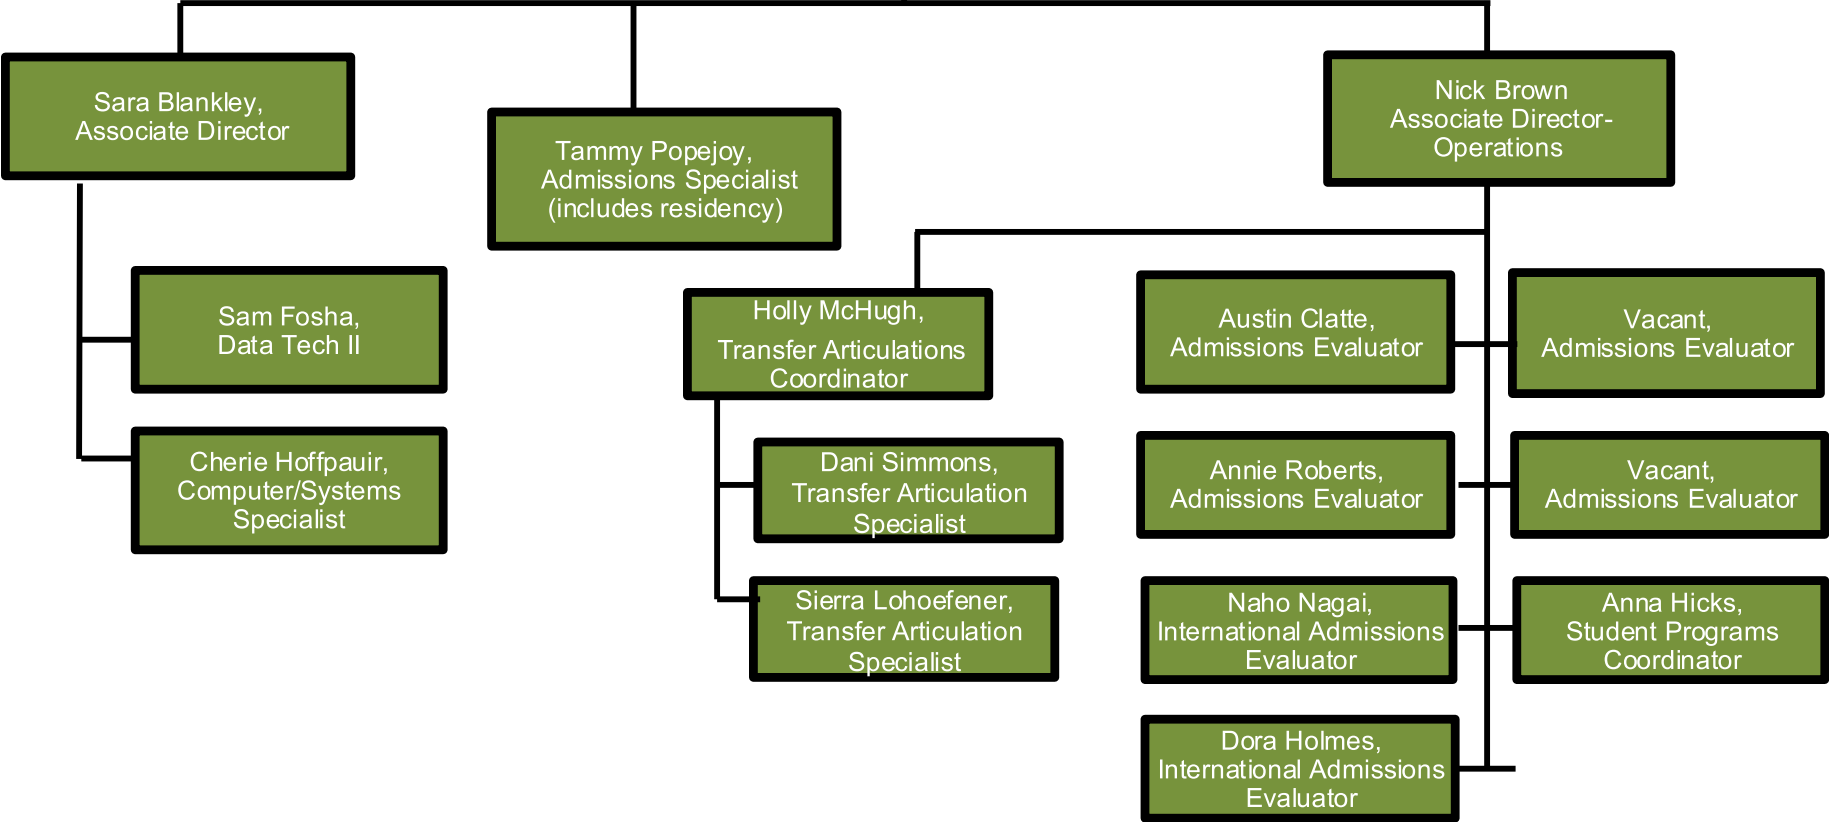 Sara Blankley,
Associate Director
Tammy Popejoy,
Admissions Specialist
(includes residency)
Nick Brown
Associate Director-
Operations
Sam Fosha,
Data Tech II
Cherie Hoffpauir,
Computer/Systems
Specialist
Holly McHugh,
Transfer Articulations
Coordinator
Dani Simmons,
Transfer Articulation
Specialist
Sierra Lohoefener,
Transfer Articulation
Specialist
Austin Clatte,
Admissions Evaluator
Vacant,
Admissions Evaluator
Annie Roberts,
Admissions Evaluator
Vacant,
Admissions Evaluator
Naho Nagai,
International Admissions
Evaluator
Anna Hicks,
Student Programs
Coordinator
Dora Holmes,
International Admissions
Evaluator